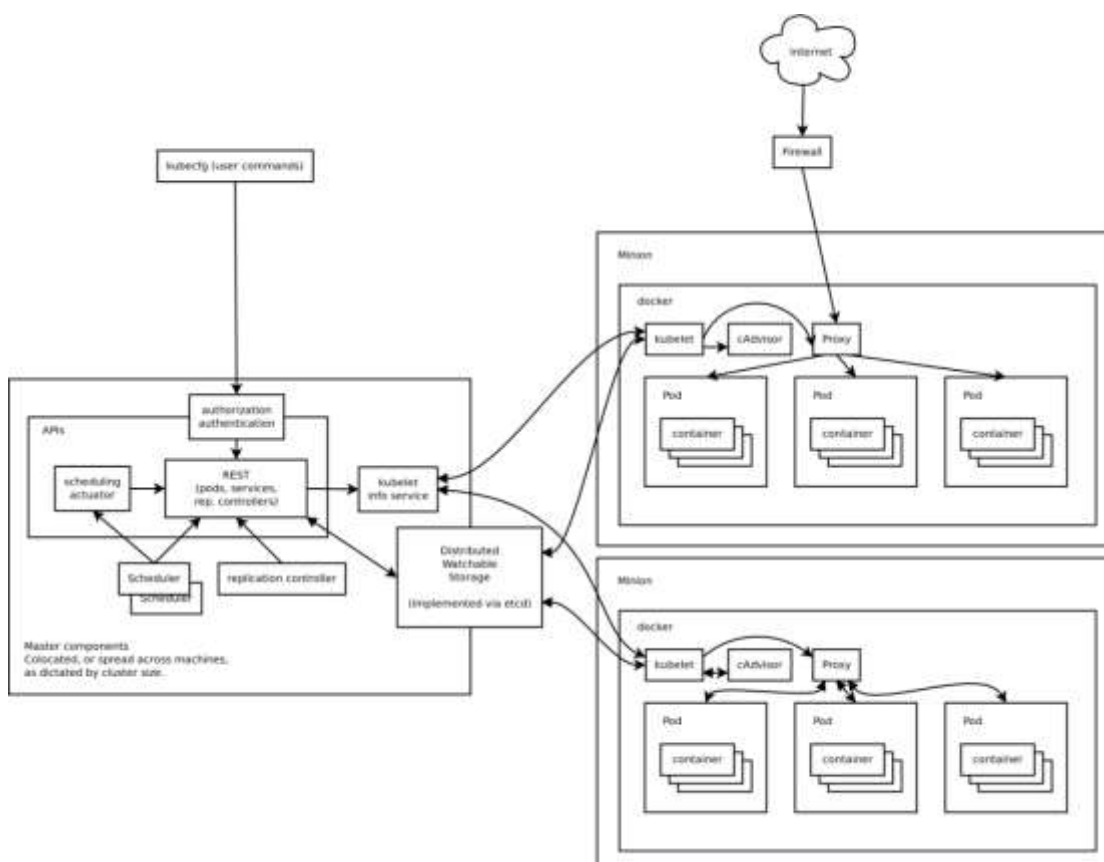 Internet
Firewall
kubecfg (user commands)
Minion
docker
kubelet
cAdvisor
Proxy
Pod
container
Pod
container
Pod
container
authorization
authentication
APIs
scheduling
actuator
REST
(pods, services,
rep. controllers)
kubelet
info service
Scheduler
Scheduler
replication controller
Distributed
Watchable
Storage
(implemented via etcd)
Master components
Colocated, or spread across machines,
as dictated by cluster size.
Minion
docker
kubelet
cAdvisor
Proxy
Pod
container
Pod
container
Pod
container